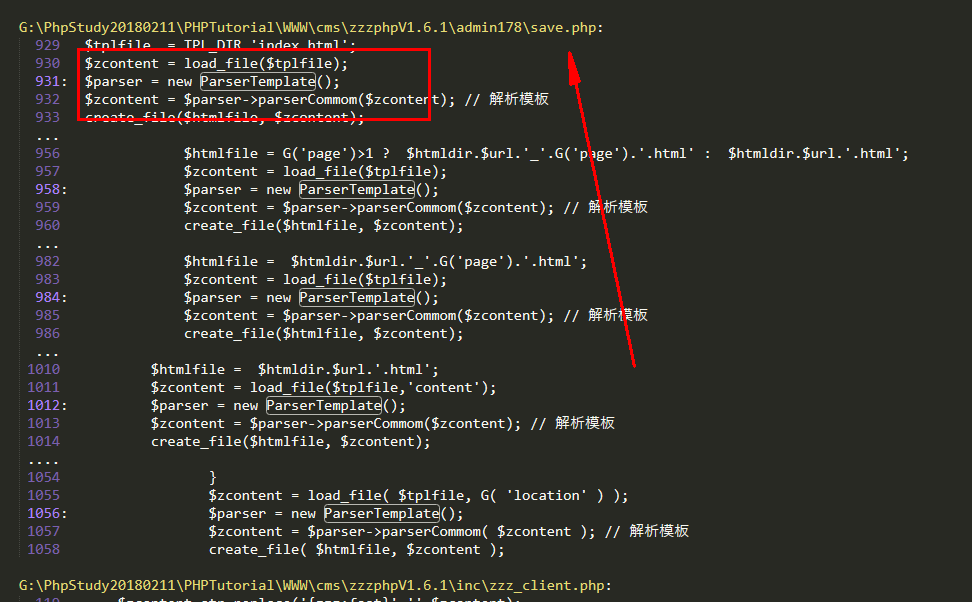 G:\PhpStudy20180211\PHPTutorial\WWW\cms\zzzphpV1.6.1\admin178\save.php:
929 $tplfile = TPL_DIR.'index.html';
930 $zcontent = load_file($tplfile);
931: $parser = new ParserTemplate();
932 $zcontent = $parser->parserCommom($zcontent); // 解析模板
933 create_file($htmlfile, $zcontent);
...
956 $htmlfile = G('page')>1 ? $htmldir.$url.'_'.G('page').'.html' : $htmldir.$url.'.html';
957 $zcontent = load_file($tplfile);
958: $parser = new ParserTemplate();
959 $zcontent = $parser->parserCommom($zcontent); // 解析模板
960 create_file($htmlfile, $zcontent);
...
982 $htmlfile = $htmldir.$url.'_'.G('page').'.html';
983 $zcontent = load_file($tplfile);
984: $parser = new ParserTemplate();
985 $zcontent = $parser->parserCommom($zcontent); // 解析模板
986 create_file($htmlfile, $zcontent);
...
1010 $htmlfile = $htmldir.$url.'.html';
1011 $zcontent = load_file($tplfile,'content');
1012: $parser = new ParserTemplate();
1013 $zcontent = $parser->parserCommom($zcontent); // 解析模板
1014 create_file($htmlfile, $zcontent);
....
1054 }
1055 $zcontent = load_file( $tplfile, G( 'location' ) );
1056: $parser = new ParserTemplate();
1057 $zcontent = $parser->parserCommom( $zcontent ); // 解析模板
1058 create_file( $htmlfile, $zcontent );
G:\PhpStudy20180211\PHPTutorial\WWW\cms\zzzphpV1.6.1\inc\zzz_client.php: